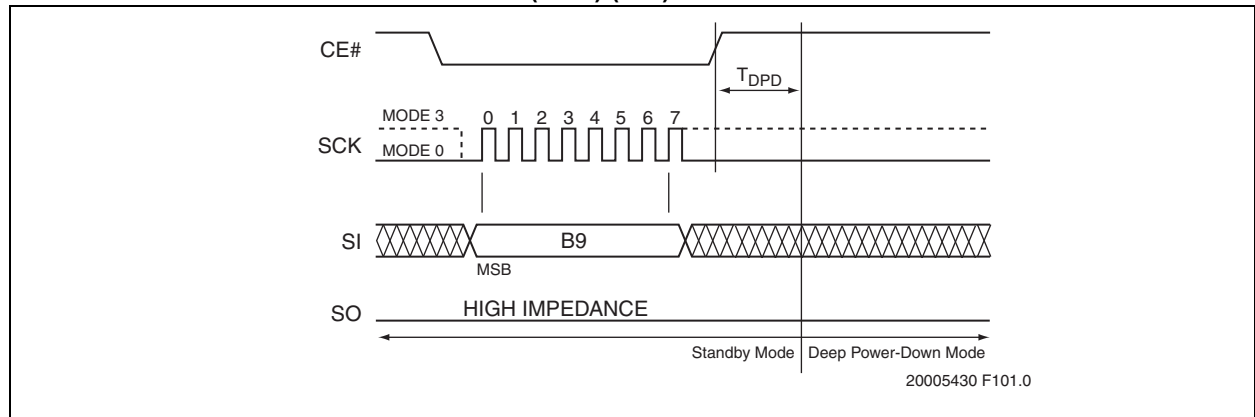 CE#
TDPD
MODE 3
0 1 2 3 4 5 6 7
SCK
MODE 0
SI
B9
MSB
SO
HIGH IMPEDANCE
Standby Mode
Deep Power-Down Mode
20005430 F101.0